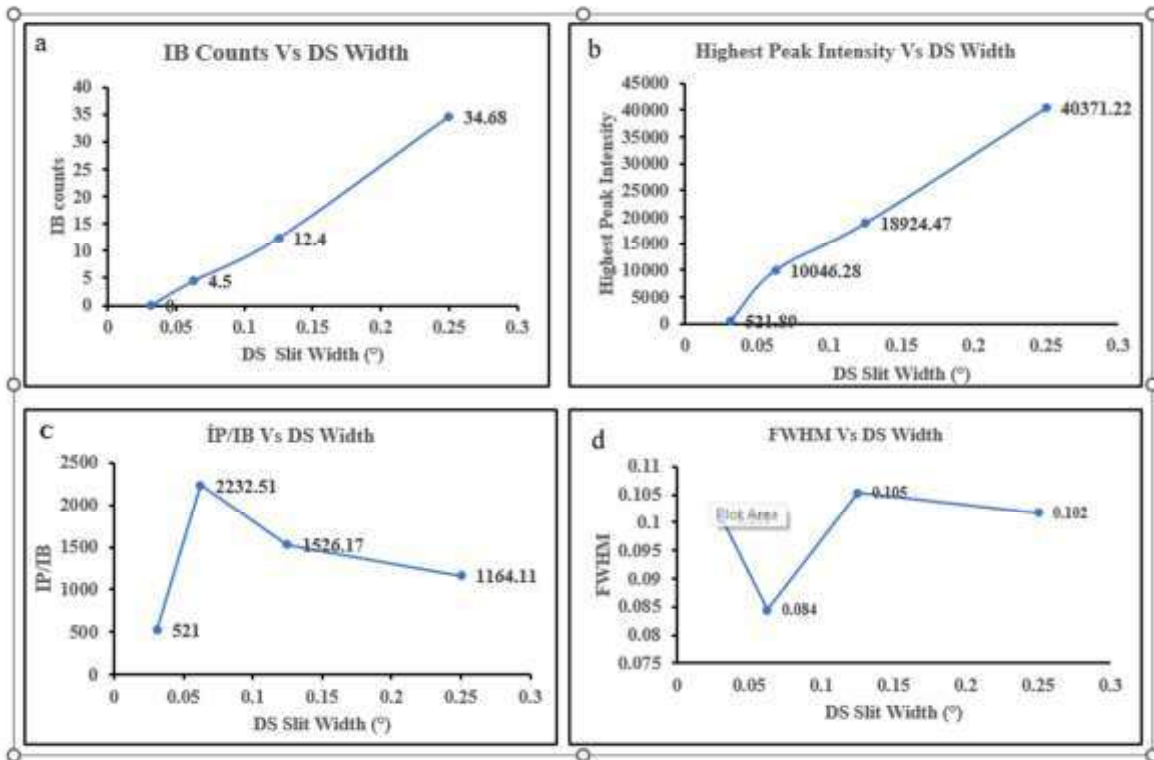 a
IB Counts Vs DS Width
40
35
30
25
20
15
10
5
0
IB counts
34.68
12.4
4.5
0
0 0.05 0.1 0.15 0.2 0.25 0.3
DS Slit Width (°)
b
Highest Peak Intensity Vs DS Width
45000
40000
35000
30000
25000
20000
15000
10000
5000
0
Highest Peak Intensity
40371.22
18924.47
10046.28
521.89
0 0.05 0.1 0.15 0.2 0.25 0.3
DS Slit Width (°)
c
İP/IB Vs DS Width
2500
2000
1500
1000
500
0
IP/IB
2232.51
1526.17
1164.11
521
0 0.05 0.1 0.15 0.2 0.25 0.3
DS Slit Width (°)
d
FWHM Vs DS Width
0.11
0.105
0.1
0.095
0.09
0.085
0.08
0.075
FWHM
Plot Area
0.105
0.102
0.084
0 0.05 0.1 0.15 0.2 0.25 0.3
DS Slit Width (°)